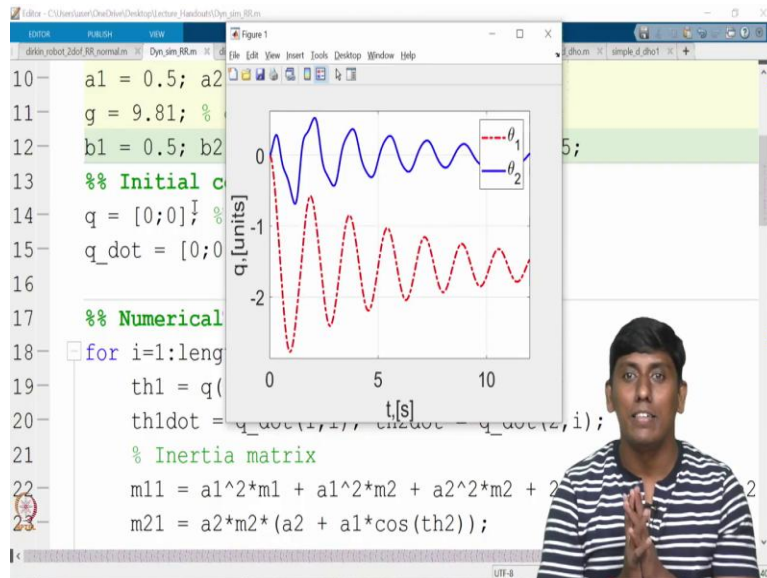 Editor - C:\Users\user\OneDrive\Desktop\Lecture_Handouts\Dyn_sim_RR.m
EDITOR PUBLISH VIEW
dirkin_robot_2dof_RR_normal.m Dyn_sim_RR.m simple_d_dho1
Figure 1
File Edit View Insert Tools Desktop Window Help
10 a1 = 0.5; a2
11 g = 9.81; %
12 b1 = 0.5; b2 5;
13 %% Initial c
14 q = [0;0]; %
15 q_dot = [0;0
16
17 %% Numerical
18 for i=1:leng
19 th1 = q(
20 th1dot = q_dot(1,i); th2dot = q_dot(2,i);
21 % Inertia matrix
22 m11 = a1^2*m1 + a1^2*m2 + a2^2*m2 + 2 2
23 m21 = a2*m2*(a2 + a1*cos(th2));
θ1
θ2
0
-1
-2
q,[units]
0 5 10
t,[s]
UTF-8